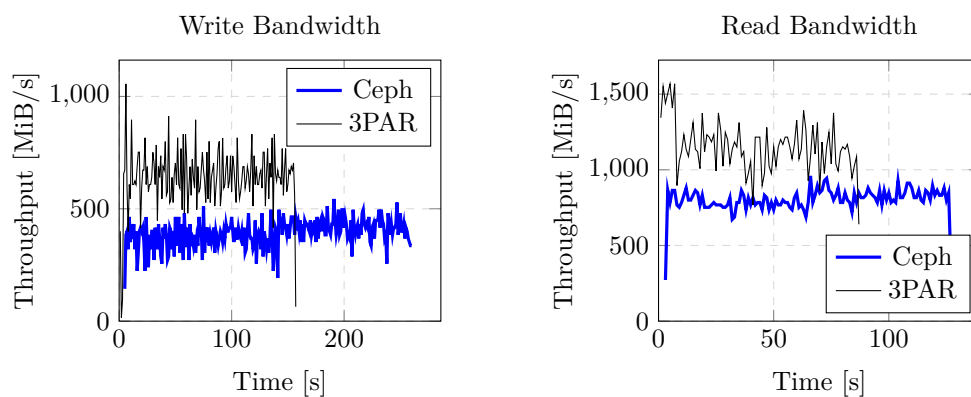 Write Bandwidth
Throughput [MiB/s]
1,000
500
0
0
100
200
Time [s]
Ceph
3PAR
Read Bandwidth
Throughput [MiB/s]
1,500
1,000
500
0
0
50
100
Time [s]
Ceph
3PAR